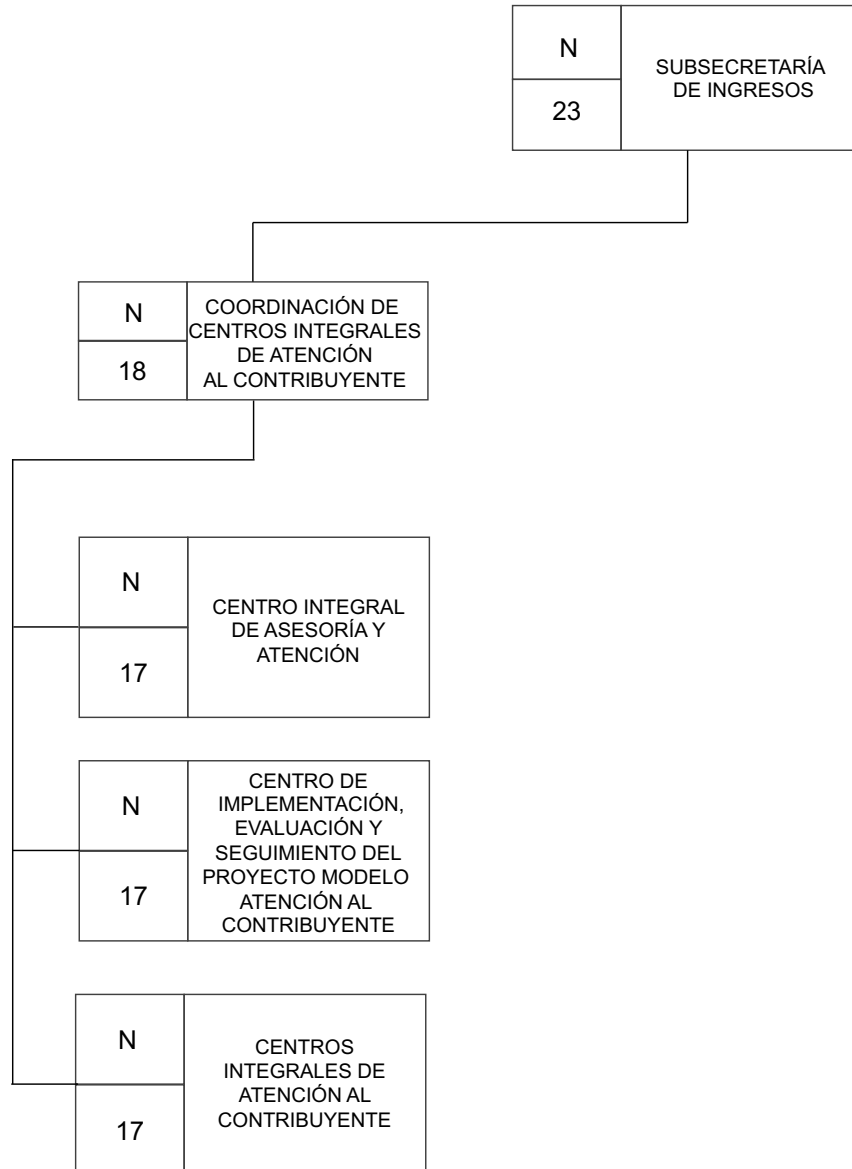 N
23
SUBSECRETARÍA
DE INGRESOS
N
18
COORDINACIÓN DE
CENTROS INTEGRALES
DE ATENCIÓN
AL CONTRIBUYENTE
N
17
CENTRO INTEGRAL
DE ASESORÍA Y
ATENCIÓN
N
17
CENTRO DE
IMPLEMENTACIÓN,
EVALUACIÓN Y
SEGUIMIENTO DEL
PROYECTO MODELO
ATENCIÓN AL
CONTRIBUYENTE
N
17
CENTROS
INTEGRALES DE
ATENCIÓN AL
CONTRIBUYENTE